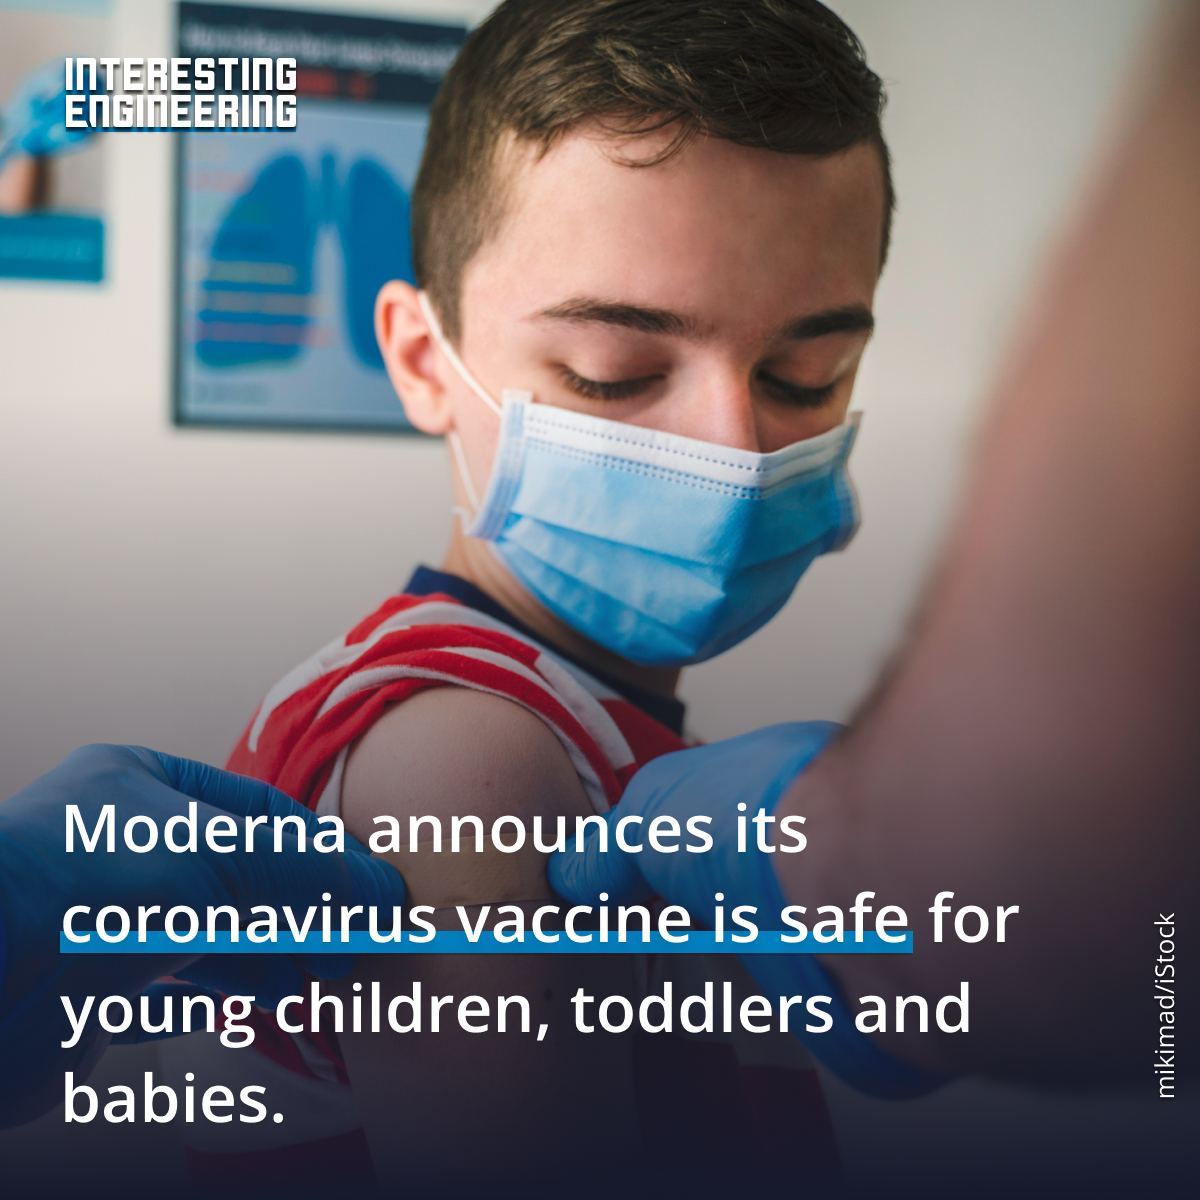 INTERESTING
ENGINEERING
Moderna announces its
coronavirus vaccine is safe for
young children, toddlers and
babies.
mikimad/iStock